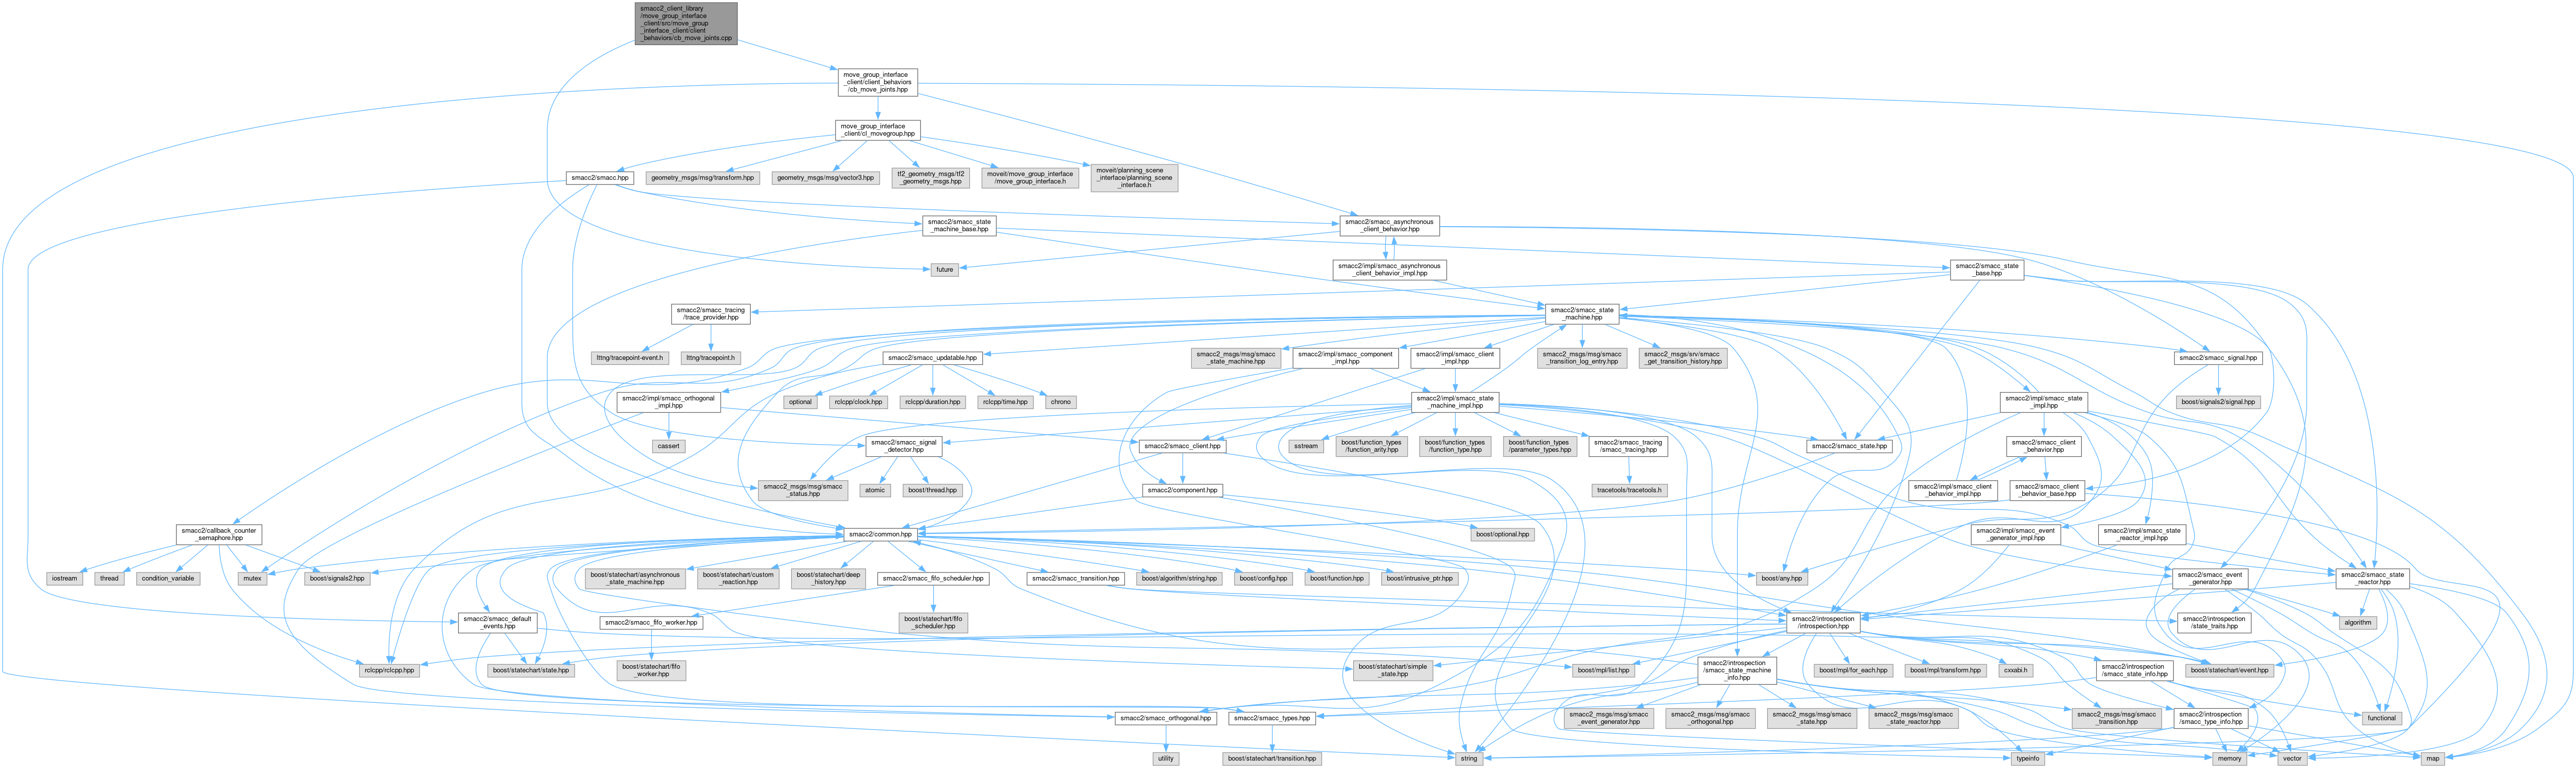 smacc2_client_library
/move_group_interface
_client/src/move_group
_interface_client/client
_behaviors/cb_move_joints.cpp
move_group_interface
_client/client_behaviors
/cb_move_joints.hpp
move_group_interface
_client/cl_movegroup.hpp
smacc2/smacc.hpp
geometry_msgs/msg/transform.hpp
geometry_msgs/msg/vector3.hpp
tf2_geometry_msgs/tf2
_geometry_msgs.hpp
moveit/move_group_interface
/move_group_interface.h
moveit/planning_scene
_interface/planning_scene
_interface.h
smacc2/smacc_state
_machine_base.hpp
smacc2/smacc_asynchronous
_client_behavior.hpp
future
smacc2/impl/smacc_asynchronous
_client_behavior_impl.hpp
smacc2/smacc_state
_base.hpp
smacc2/smacc_tracing
/trace_provider.hpp
smacc2/smacc_state
_machine.hpp
lttng/tracepoint-event.h
lttng/tracepoint.h
smacc2/smacc_updatable.hpp
smacc2_msgs/msg/smacc
_state_machine.hpp
smacc2/impl/smacc_component
_impl.hpp
smacc2/impl/smacc_client
_impl.hpp
smacc2_msgs/msg/smacc
_transition_log_entry.hpp
smacc2_msgs/srv/smacc
_get_transition_history.hpp
smacc2/smacc_signal.hpp
smacc2/impl/smacc_orthogonal
_impl.hpp
optional
rclcpp/clock.hpp
rclcpp/duration.hpp
rclcpp/time.hpp
chrono
smacc2/impl/smacc_state
_machine_impl.hpp
smacc2/impl/smacc_state
_impl.hpp
boost/signals2/signal.hpp
cassert
smacc2/smacc_signal
_detector.hpp
smacc2/smacc_client.hpp
sstream
boost/function_types
/function_arity.hpp
boost/function_types
/function_type.hpp
boost/function_types
/parameter_types.hpp
smacc2/smacc_tracing
/smacc_tracing.hpp
smacc2/smacc_state.hpp
smacc2/smacc_client
_behavior.hpp
smacc2_msgs/msg/smacc
_status.hpp
atomic
boost/thread.hpp
smacc2/component.hpp
tracetools/tracetools.h
smacc2/impl/smacc_client
_behavior_impl.hpp
smacc2/smacc_client
_behavior_base.hpp
smacc2/callback_counter
_semaphore.hpp
smacc2/common.hpp
boost/optional.hpp
smacc2/impl/smacc_event
_generator_impl.hpp
smacc2/impl/smacc_state
_reactor_impl.hpp
iostream
thread
condition_variable
mutex
boost/signals2.hpp
boost/statechart/asynchronous
_state_machine.hpp
boost/statechart/custom
_reaction.hpp
boost/statechart/deep
_history.hpp
smacc2/smacc_fifo_scheduler.hpp
smacc2/smacc_transition.hpp
boost/algorithm/string.hpp
boost/config.hpp
boost/function.hpp
boost/intrusive_ptr.hpp
boost/any.hpp
smacc2/smacc_event
_generator.hpp
smacc2/smacc_state
_reactor.hpp
smacc2/smacc_default
_events.hpp
smacc2/smacc_fifo_worker.hpp
boost/statechart/fifo
_scheduler.hpp
smacc2/introspection
/introspection.hpp
smacc2/introspection
/state_traits.hpp
algorithm
rclcpp/rclcpp.hpp
boost/statechart/state.hpp
boost/statechart/fifo
_worker.hpp
boost/statechart/simple
_state.hpp
boost/mpl/list.hpp
smacc2/introspection
/smacc_state_machine
_info.hpp
boost/mpl/for_each.hpp
boost/mpl/transform.hpp
cxxabi.h
smacc2/introspection
/smacc_state_info.hpp
boost/statechart/event.hpp
smacc2/smacc_orthogonal.hpp
smacc2/smacc_types.hpp
smacc2_msgs/msg/smacc
_event_generator.hpp
smacc2_msgs/msg/smacc
_orthogonal.hpp
smacc2_msgs/msg/smacc
_state.hpp
smacc2_msgs/msg/smacc
_state_reactor.hpp
smacc2_msgs/msg/smacc
_transition.hpp
smacc2/introspection
/smacc_type_info.hpp
functional
utility
boost/statechart/transition.hpp
string
typeinfo
memory
vector
map